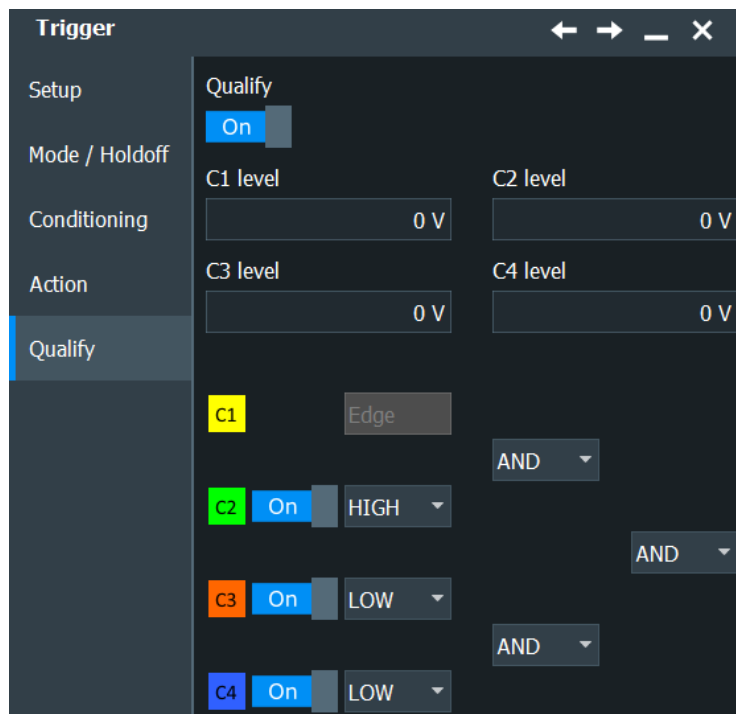 Trigger
Setup
Mode / Holdoff
Conditioning
Action
Qualify
Qualify
On
C1 level
C2 level
0 V
0 V
C3 level
C4 level
0 V
0 V
C1
Edge
AND
C2
On
HIGH
AND
C3
On
LOW
AND
C4
On
LOW